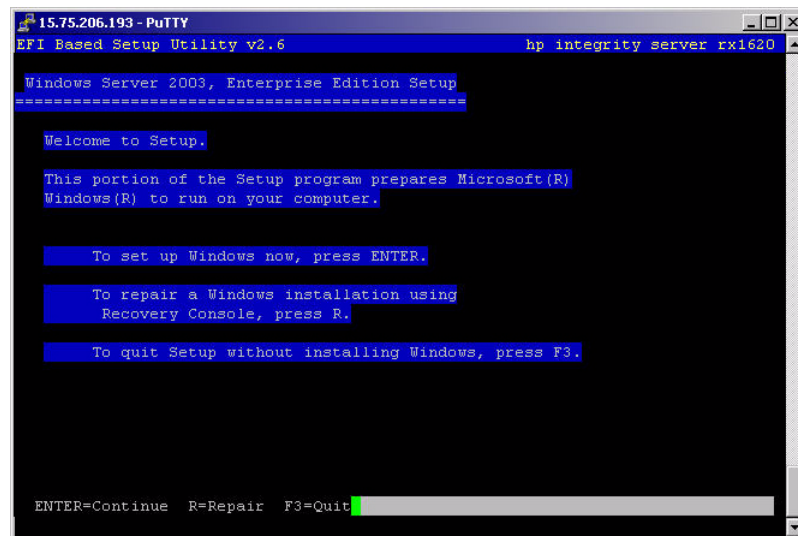 15.75.206.193 - PuTTY
EFI Based Setup Utility v2.6 hp integrity server rx1620
Windows Server 2003, Enterprise Edition Setup
===============================================
Welcome to Setup.
This portion of the Setup program prepares Microsoft(R)
Windows(R) to run on your computer.
To set up Windows now, press ENTER.
To repair a Windows installation using
Recovery Console, press R.
To quit Setup without installing Windows, press F3.
ENTER=Continue R=Repair F3=Quit